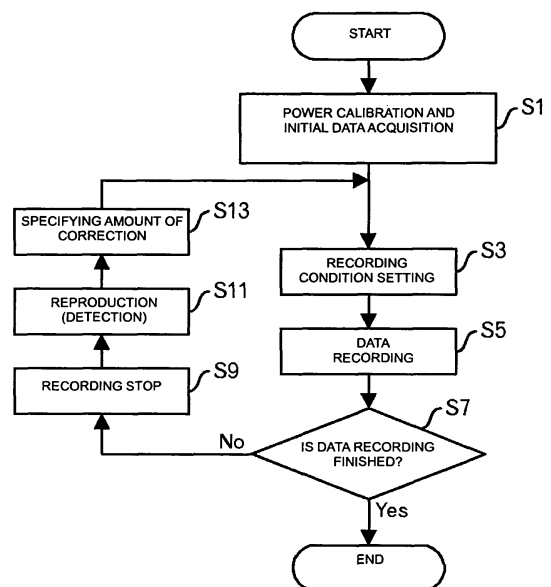 START
POWER CALIBRATION AND
INITIAL DATA ACQUISITION
S1
SPECIFYING AMOUNT OF
CORRECTION
S13
RECORDING
CONDITION SETTING
S3
REPRODUCTION
(DETECTION)
S11
DATA
RECORDING
S5
RECORDING STOP
S9
S7
No
IS DATA RECORDING
FINISHED?
Yes
END